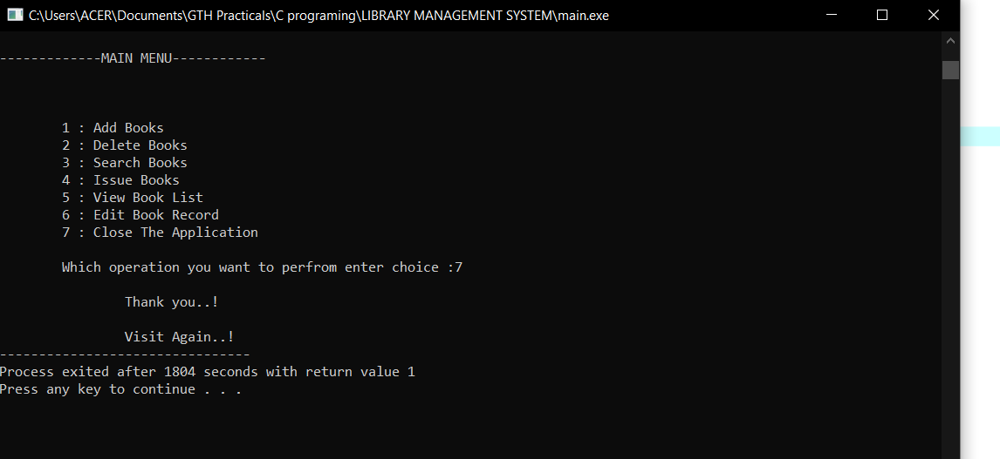 C:\Users\ACER\Documents\GTH Practicals\C programing\LIBRARY MANAGEMENT SYSTEM\main.exe
-------------MAIN MENU------------
1 : Add Books
2 : Delete Books
3 : Search Books
4 : Issue Books
5 : View Book List
6 : Edit Book Record
7 : Close The Application
Which operation you want to perfrom enter choice :7
Thank you..!
Visit Again..!
--------------------------------
Process exited after 1804 seconds with return value 1
Press any key to continue . . .